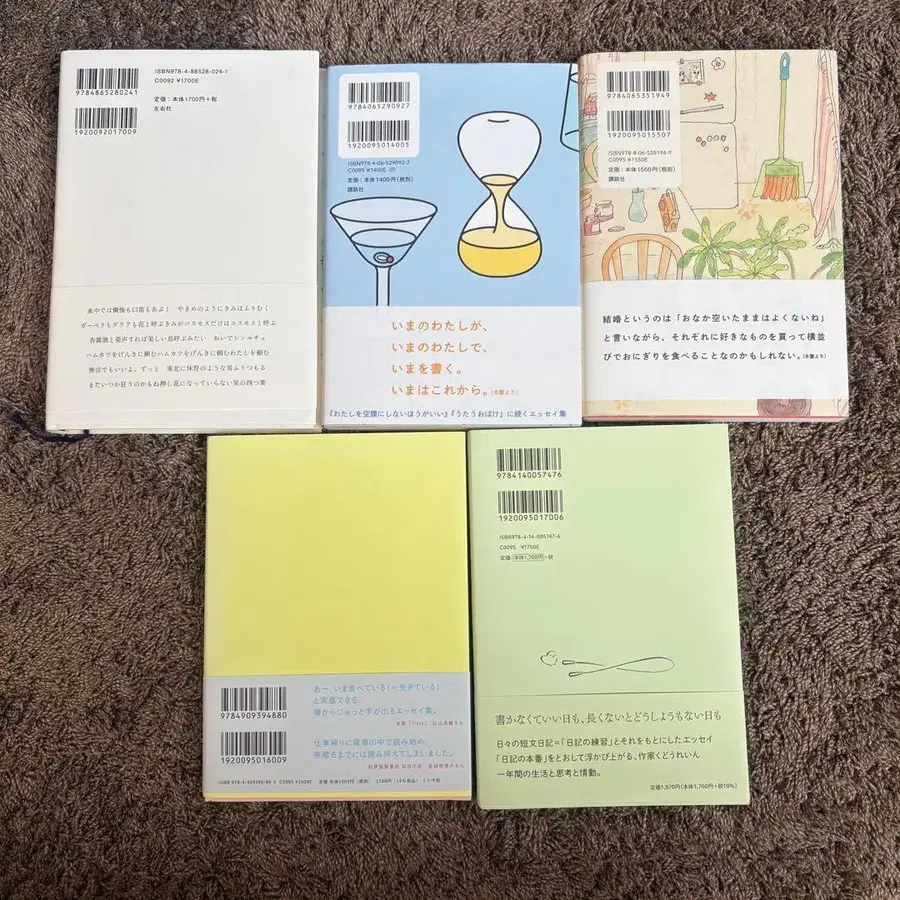 9784865280241
1920092017009
ISBN978-4-86528-024-1
C0092 ¥1700E
定価：本体1700円+税
左右社
水中では懺悔も口笛もあぶく　やまめのようにきみはふりむく
ガーベラもダリアも花と呼ぶきみがコスモスだけはコスモスと呼ぶ
杏露酒と発声すれば美しい鳥呼ぶみたい　おいでシンルチュ
ハムカツをげんきに頼むハムカツをげんきに頼むわたしを頼む
無言でもいいよ、ずっと　東北に休符のような雪ふりつもる
まだいつか狂うのかもね押し花になっていらない栞の四つ葉
9784065290927
1920095014005
ISBN978-4-06-529092-7
C0095 ¥1400E (0)
定価：本体1400円（税別）
講談社
いまのわたしが、
いまのわたしで、
いまを書く。
いまはこれから。（本書より）
『わたしを空腹にしないほうがいい』『うたうおばけ』に続くエッセイ集
9784065351949
1920095015507
ISBN978-4-06-535194-9
C0095 ¥1550E
定価：本体1550円（税別）
講談社
結婚というのは「おなか空いたままはよくないね」
と言いながら、それぞれに好きなものを買って横並
びでおにぎりを食べることなのかもしれない。（本書より）
9784909394880
1920095016009
あー、いま食べている（＝生きている）
と実感できる、
喉からにゅっと手が出るエッセイ集。
仕事帰りに電車の中で読み始め、
夜寝るまでには読み終えてしまいました。
ISBN 978-4-909394-88-0 C0095 ¥1600E 定価 本体1600円（税別） 1760円（10%税込） ミシマ社
9784140057476
1920095017006
ISBN978-4-14-005747-6
C0095 ¥1700E
定価 本体1,700円+税
書かなくていい日も、長くないとどうしようもない日も
日々の短文日記＝「日記の練習」とそれをもとにしたエッセイ
「日記の本番」をとおして浮かび上がる、作家くどうれいん
一年間の生活と思考と情動。
定価1,870円（本体1,700円+税10%）